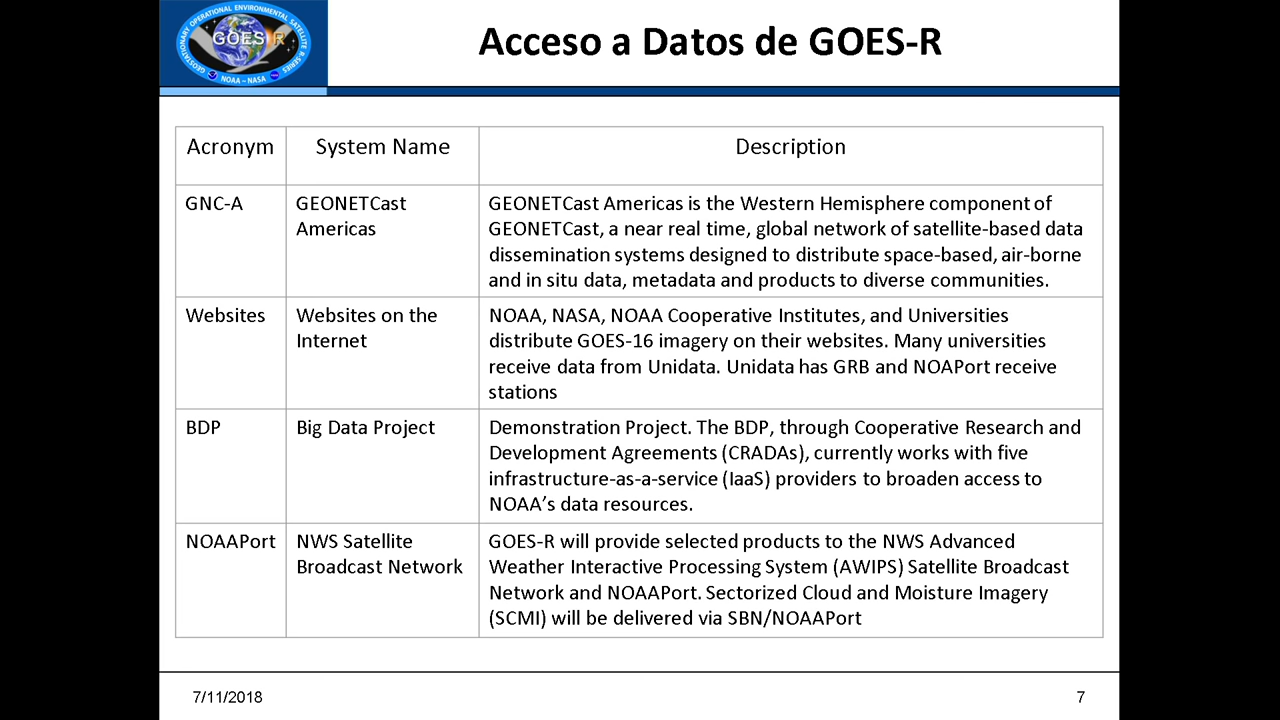 GEOSTATIONARY OPERATIONAL ENVIRONMENTAL SATELLITE R-SERIES
GOES R
NOAA – NASA
Acceso a Datos de GOES-R
Acronym
System Name
Description
GNC-A
GEONETCast
Americas
GEONETCast Americas is the Western Hemisphere component of
GEONETCast, a near real time, global network of satellite-based data
dissemination systems designed to distribute space-based, air-borne
and in situ data, metadata and products to diverse communities.
Websites
Websites on the
Internet
NOAA, NASA, NOAA Cooperative Institutes, and Universities
distribute GOES-16 imagery on their websites. Many universities
receive data from Unidata. Unidata has GRB and NOAPort receive
stations
BDP
Big Data Project
Demonstration Project. The BDP, through Cooperative Research and
Development Agreements (CRADAs), currently works with five
infrastructure-as-a-service (IaaS) providers to broaden access to
NOAA’s data resources.
NOAAPort
NWS Satellite
Broadcast Network
GOES-R will provide selected products to the NWS Advanced
Weather Interactive Processing System (AWIPS) Satellite Broadcast
Network and NOAAPort. Sectorized Cloud and Moisture Imagery
(SCMI) will be delivered via SBN/NOAAPort
7/11/2018
7